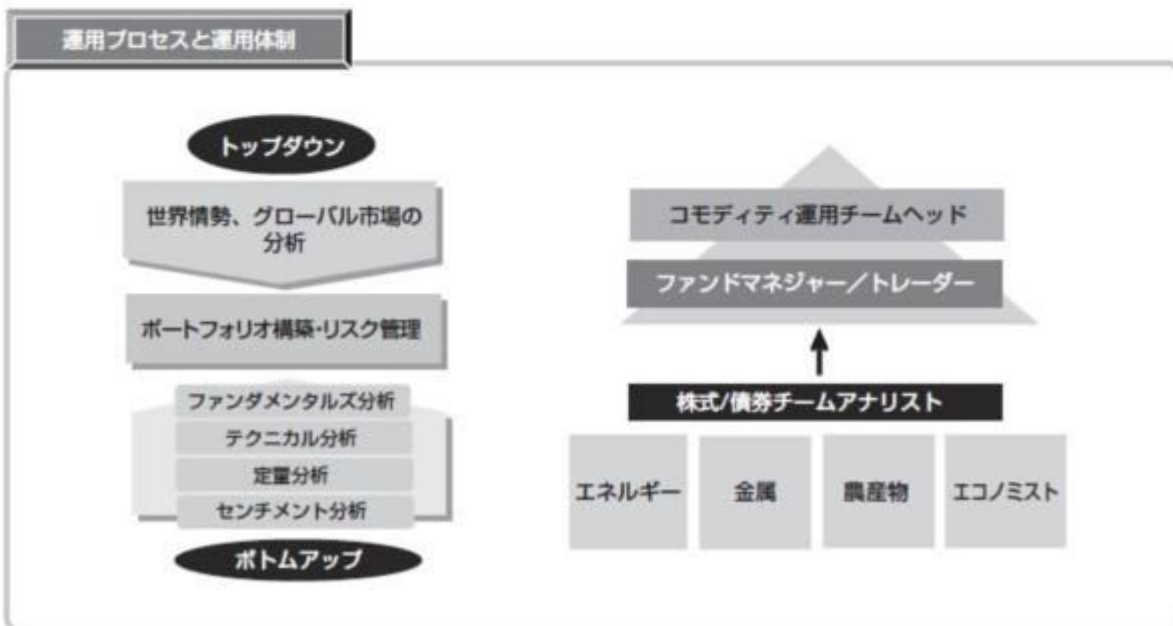 運用プロセスと運用体制
トップダウン
世界情勢、グローバル市場の
分析
ポートフォリオ構築・リスク管理
ファンダメンタルズ分析
テクニカル分析
定量分析
センチメント分析
ボトムアップ
コモディティ運用チームヘッド
ファンドマネジャー／トレーダー
株式/債券チームアナリスト
エネルギー
金属
農産物
エコノミスト